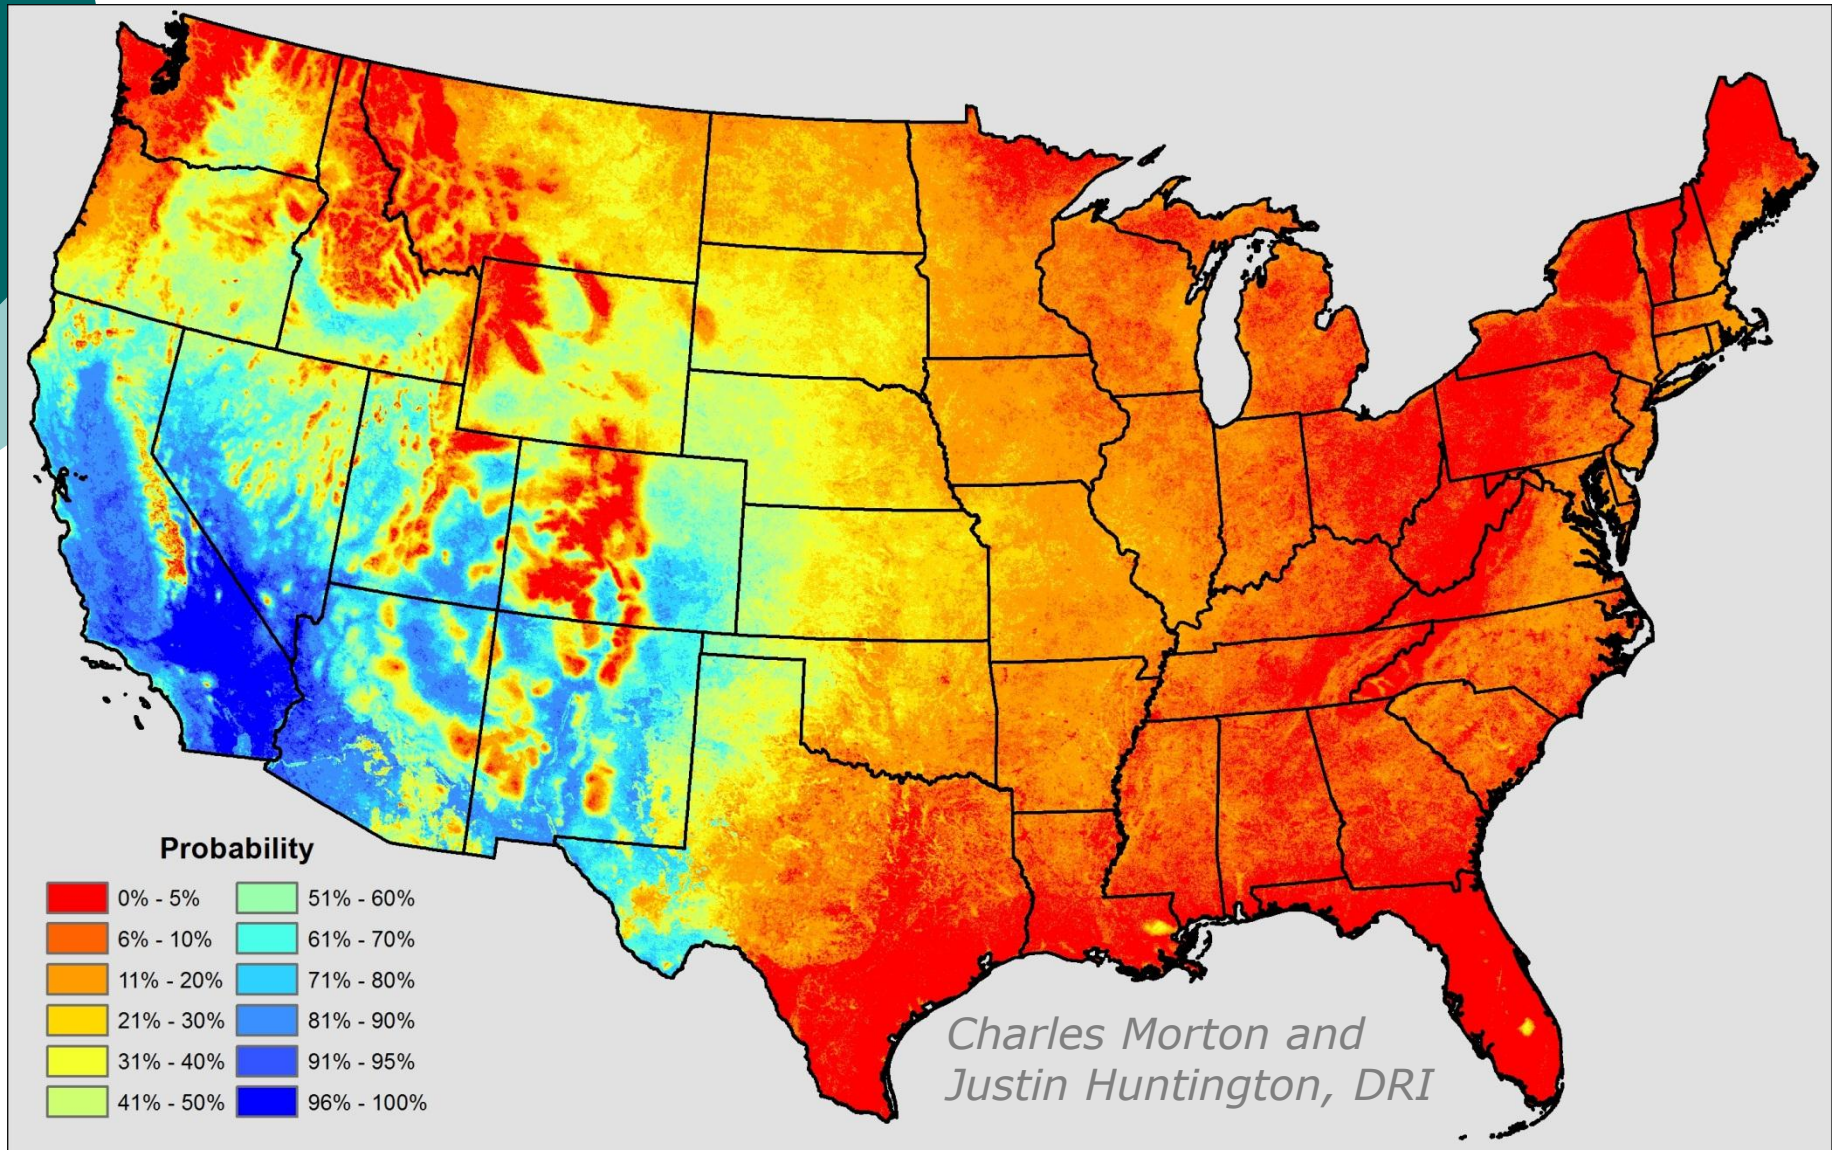 Probability
0% - 5%
6% - 10%
11% - 20%
21% - 30%
31% - 40%
41% - 50%
51% - 60%
61% - 70%
71% - 80%
81% - 90%
91% - 95%
96% - 100%
Charles Morton and
Justin Huntington, DRI